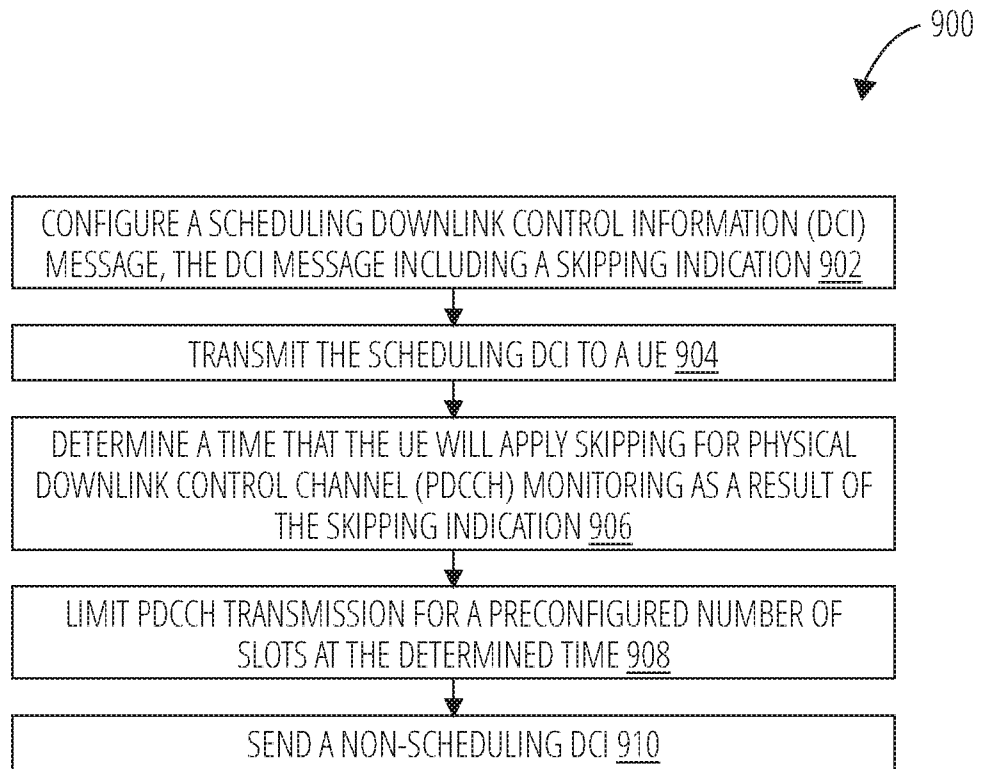 900
CONFIGURE A SCHEDULING DOWNLINK CONTROL INFORMATION (DCI)
MESSAGE, THE DCI MESSAGE INCLUDING A SKIPPING INDICATION 902
TRANSMIT THE SCHEDULING DCI TO A UE 904
DETERMINE A TIME THAT THE UE WILL APPLY SKIPPING FOR PHYSICAL
DOWNLINK CONTROL CHANNEL (PDCCH) MONITORING AS A RESULT OF
THE SKIPPING INDICATION 906
LIMIT PDCCH TRANSMISSION FOR A PRECONFIGURED NUMBER OF
SLOTS AT THE DETERMINED TIME 908
SEND A NON-SCHEDULING DCI 910